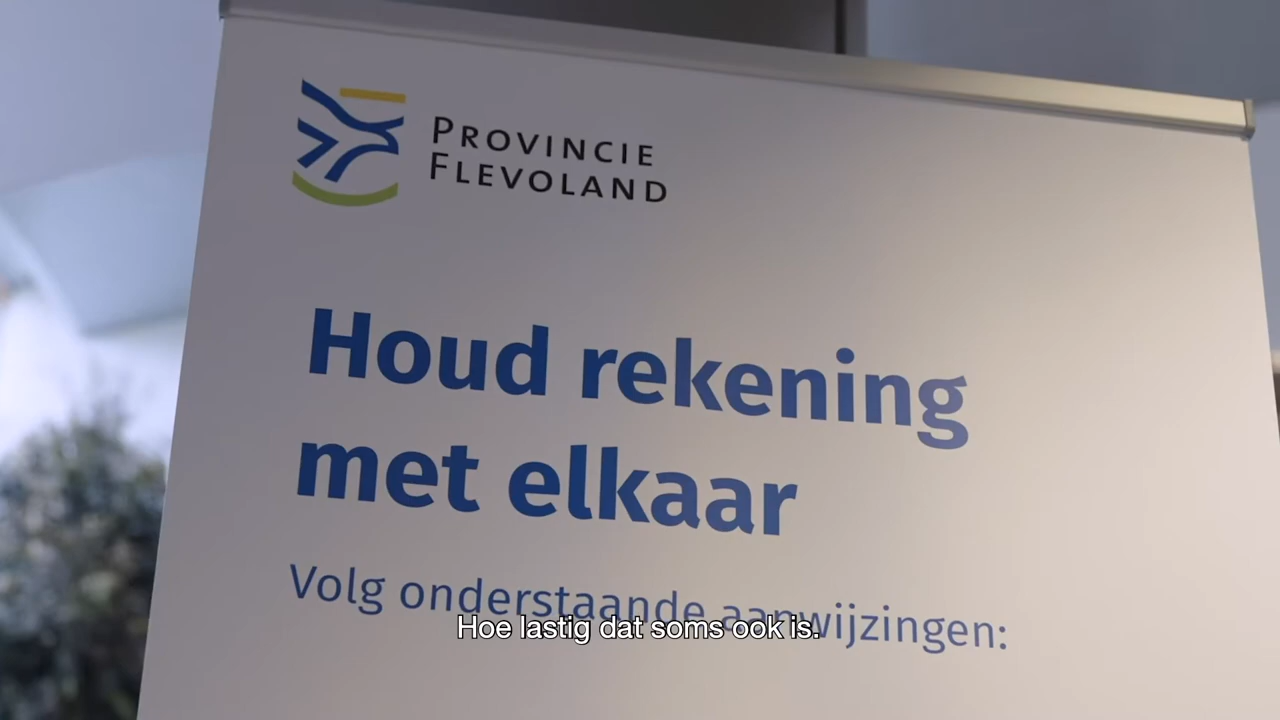 PROVINCIE
FLEVOLAND
Houd rekening
met elkaar
Volg onderstaande aanwijzingen:
Hoe lastig dat soms ook is.